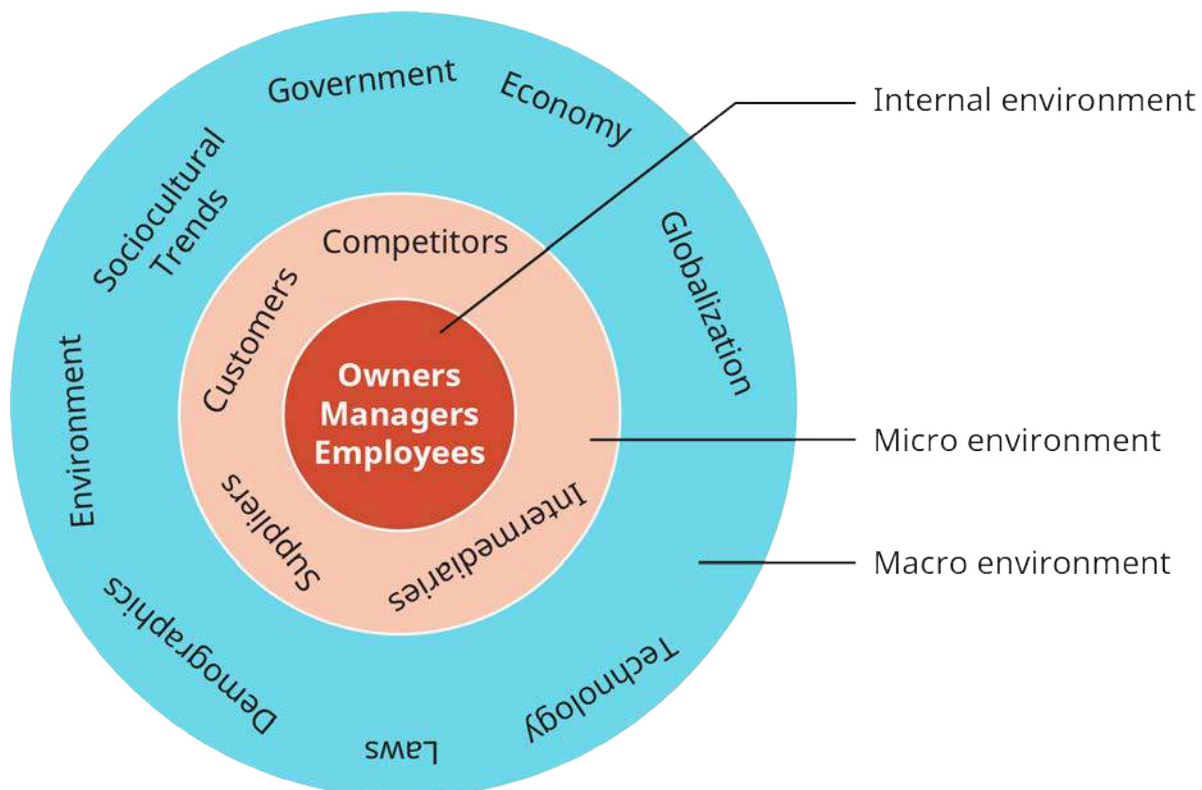 Government
Economy
Globalization
Technology
Laws
Demographics
Environment
Sociocultural
Trends
Competitors
Customers
Suppliers
Intermediaries
Owners
Managers
Employees
Internal environment
Micro environment
Macro environment